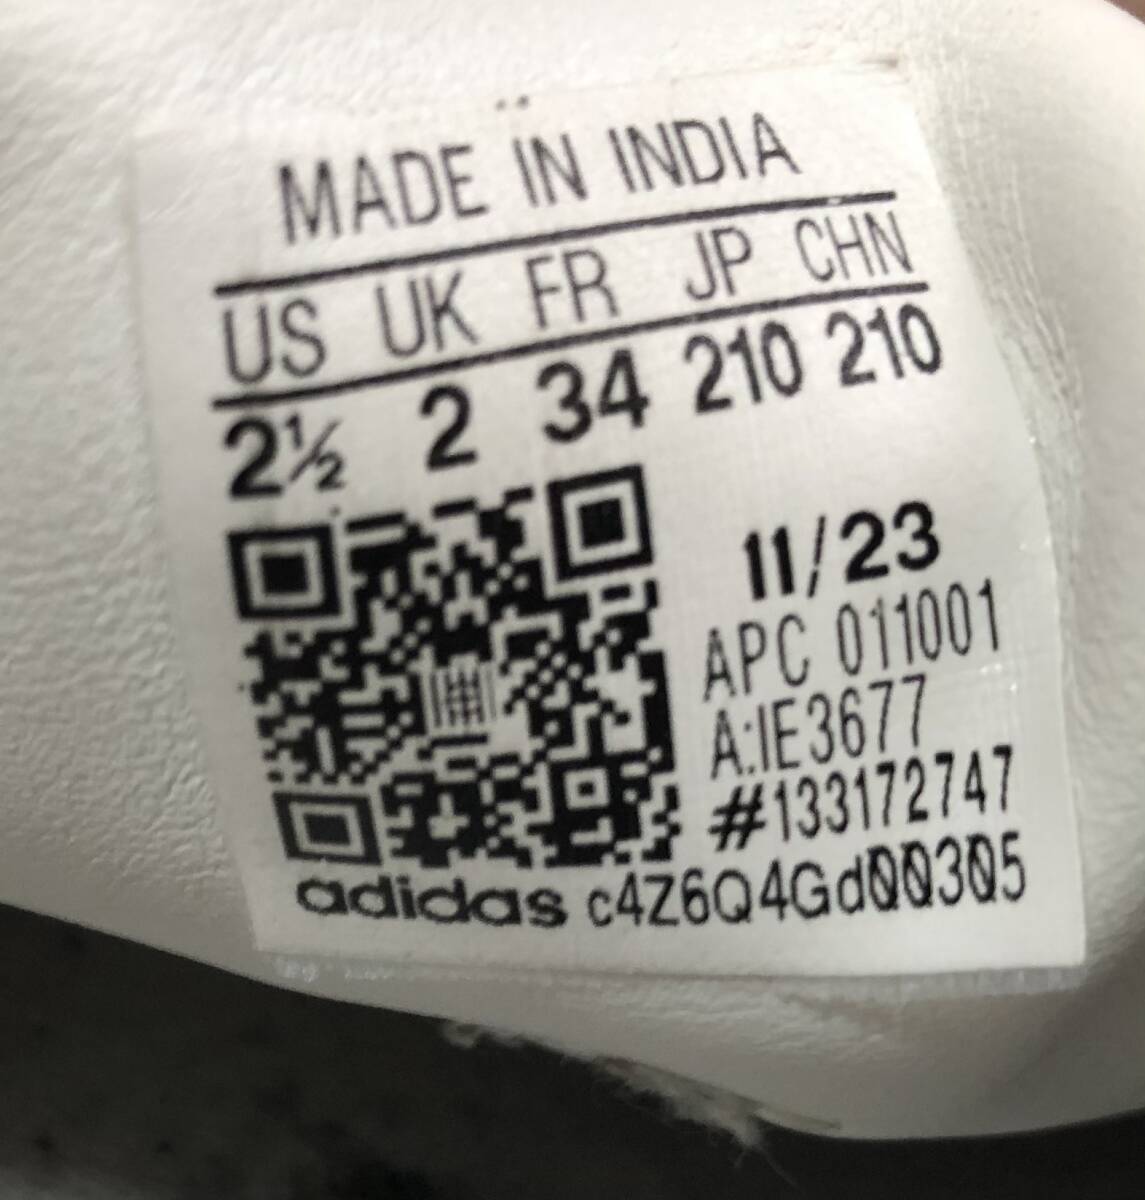 MADE IN INDIA
US UK FR JP CHN
2½ 2 34 210 210
11/23
APC 011001
A:IE3677
#133172747
adidas c4Z6Q4Gd00305